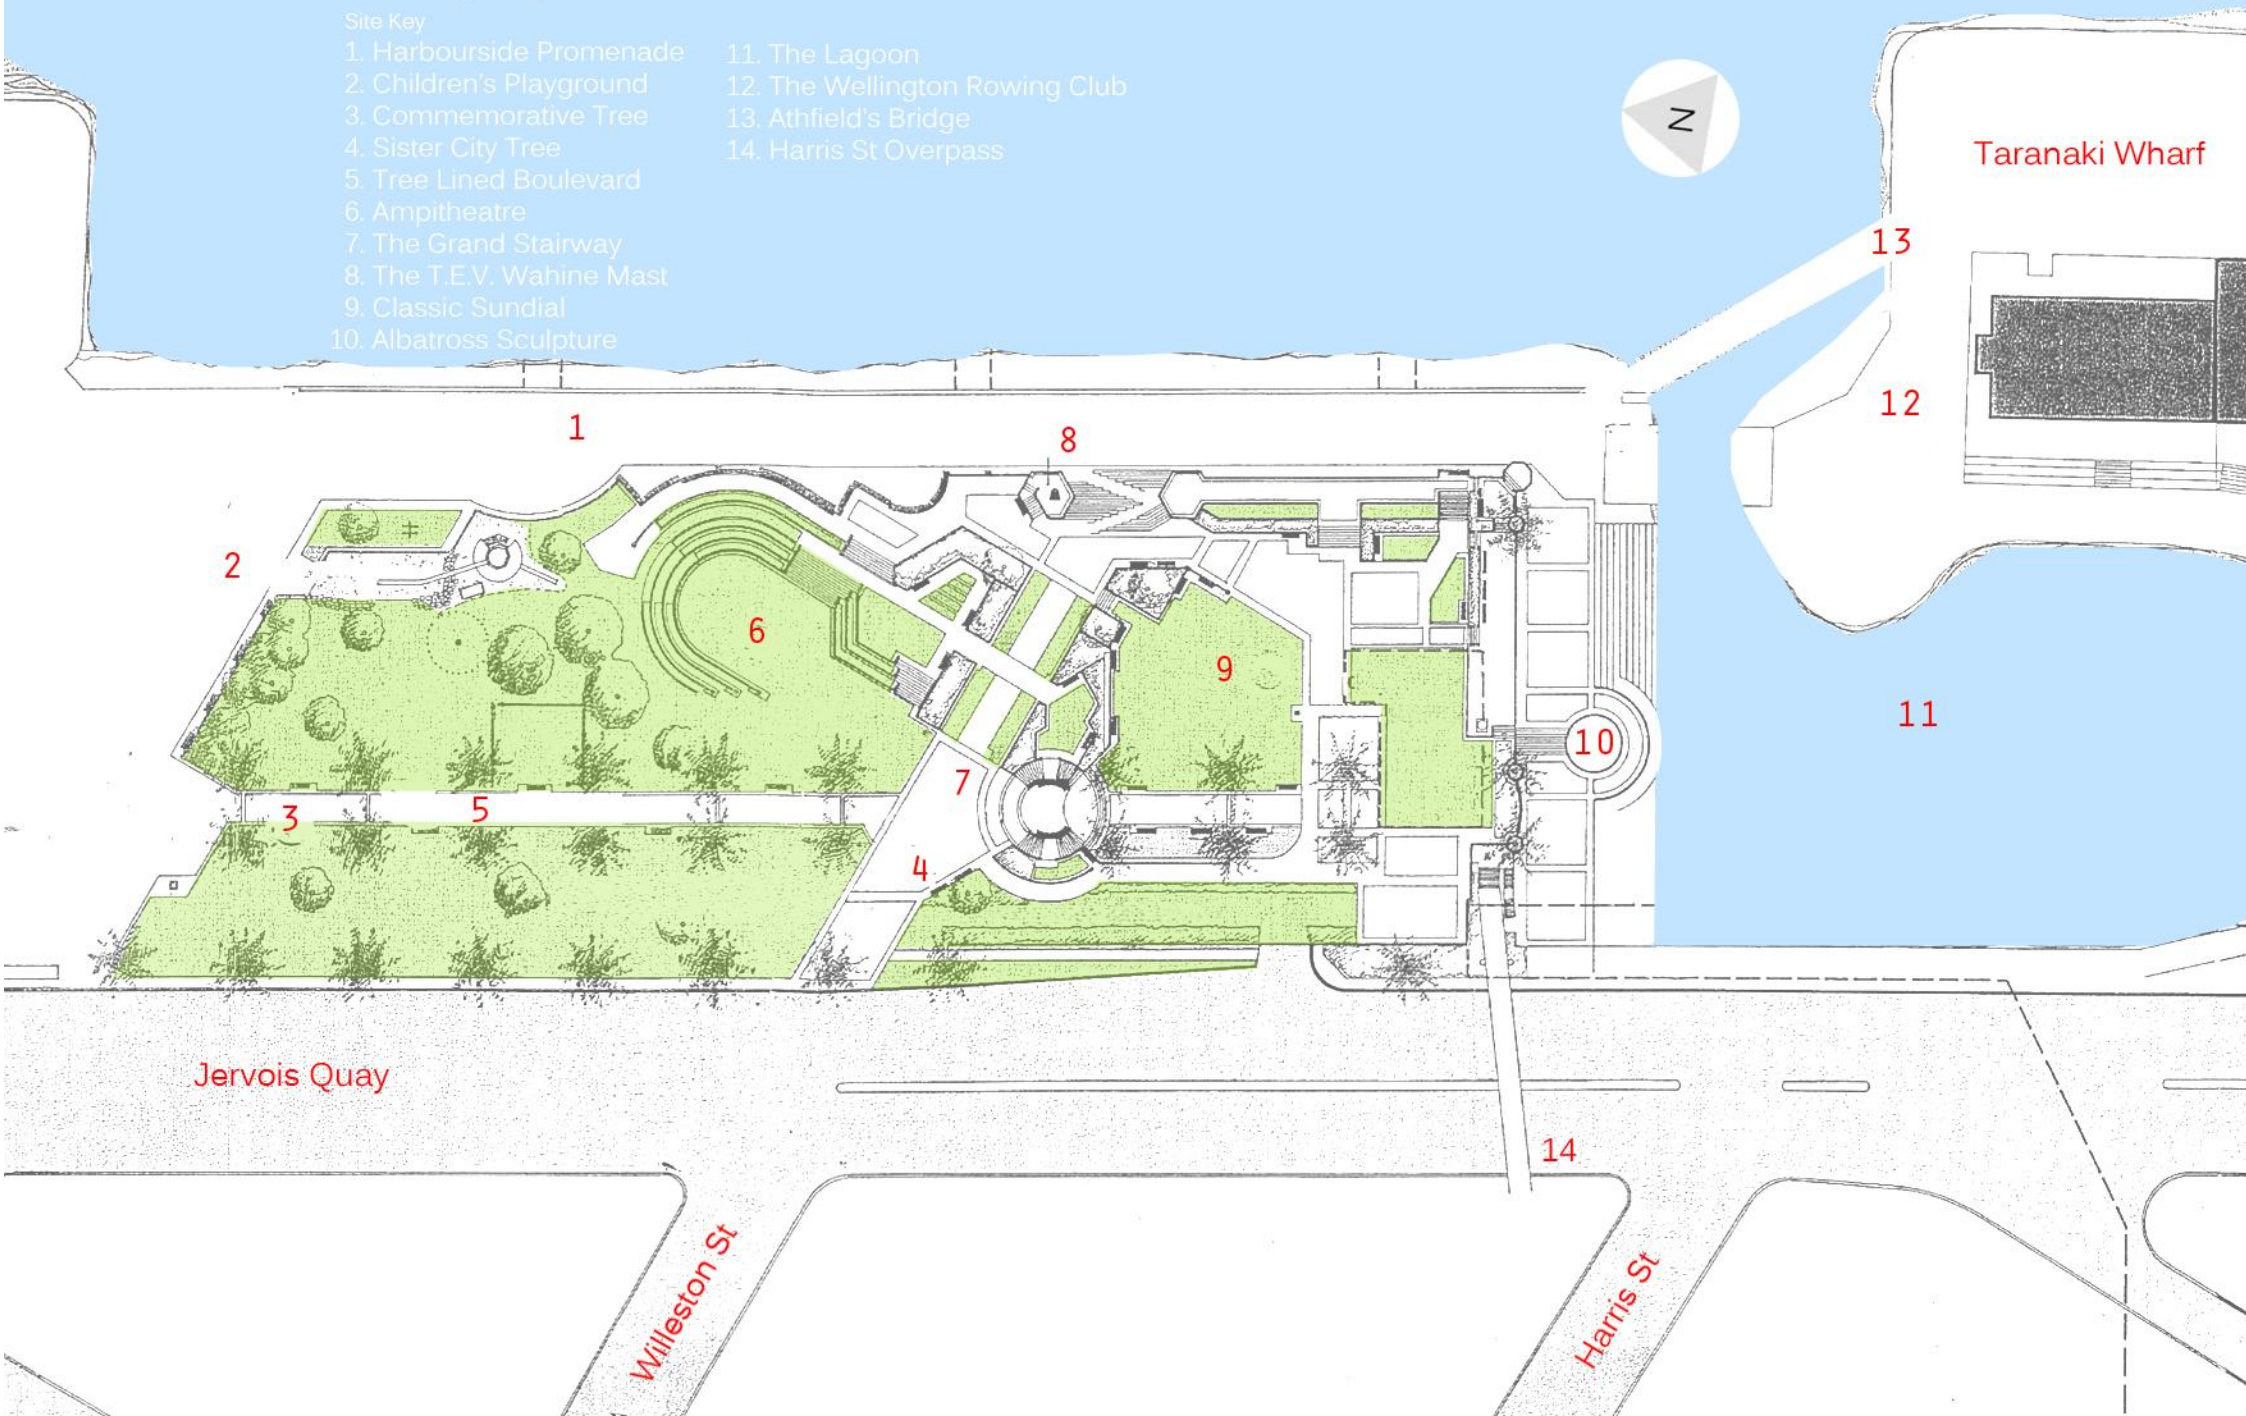 Site Key
1. Harbourside Promenade
2. Children's Playground
3. Commemorative Tree
4. Sister City Tree
5. Tree Lined Boulevard
6. Ampitheatre
7. The Grand Stairway
8. The T.E.V. Wahine Mast
9. Classic Sundial
10. Albatross Sculpture
11. The Lagoon
12. The Wellington Rowing Club
13. Athfield's Bridge
14. Harris St Overpass
N
Taranaki Wharf
13
12
1
8
2
6
9
11
10
7
3
5
4
Jervois Quay
14
Willeston St
Harris St